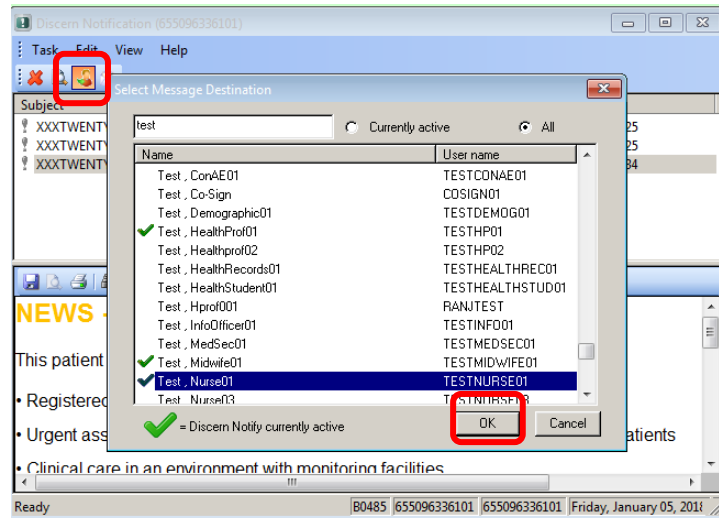 Discern Notification (655096336101)
Task Edit View Help
Select Message Destination
Subject
test Currently active All
XXXTWENTY 25
XXXTWENTY 25
XXXTWENTY 34
Name User name
Test , ConAE01 TESTCONAE01
Test , Co-Sign COSIGN01
Test , Demographic01 TESTDEMOG01
Test , HealthProf01 TESTHP01
Test , Healthprof02 TESTHP02
Test , HealthRecords01 TESTHEALTHREC01
Test , HealthStudent01 TESTHEALTHSTUD01
Test , Hprof001 RANJTEST
Test , InfoOfficer01 TESTINFO01
Test , MedSec01 TESTMEDSEC01
Test , Midwife01 TESTMIDWIFE01
Test , Nurse01 TESTNURSE01
Test , Nurse03
= Discern Notify currently active OK Cancel
NEWS -
This patient
• Registered
• Urgent ass atients
• Clinical care in an environment with monitoring facilities
Ready B0485 655096336101 655096336101 Friday, January 05, 201